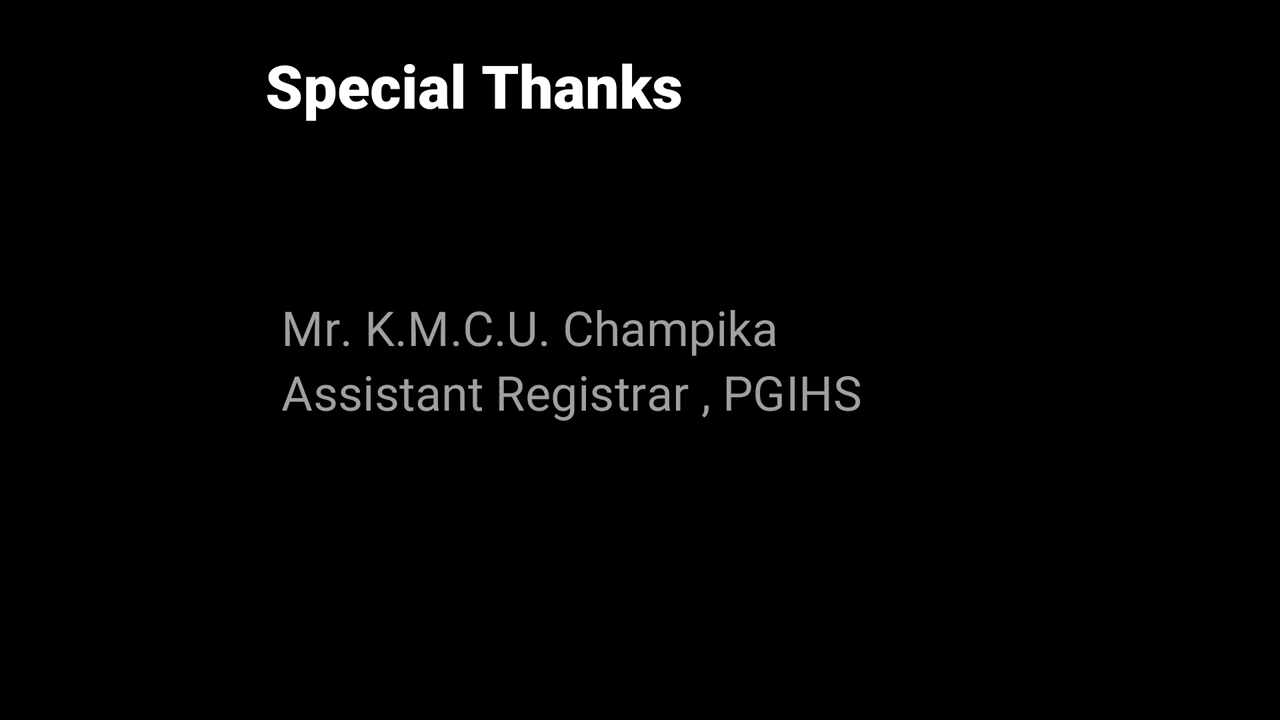 Special Thanks
Mr. K.M.C.U. Champika
Assistant Registrar , PGIHS